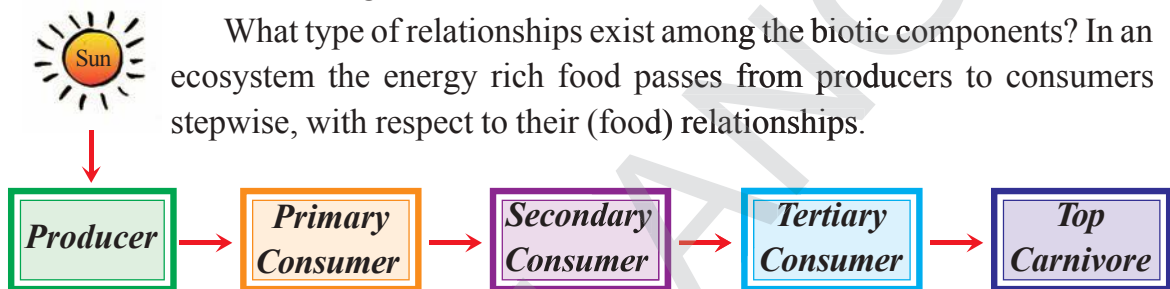 What type of relationships exist among the biotic components? In an
Sun
ecosystem the energy rich food passes from producers to consumers
stepwise, with respect to their (food) relationships.
Producer
Primary
Consumer
Secondary
Consumer
Tertiary
Consumer
Top
Carnivore